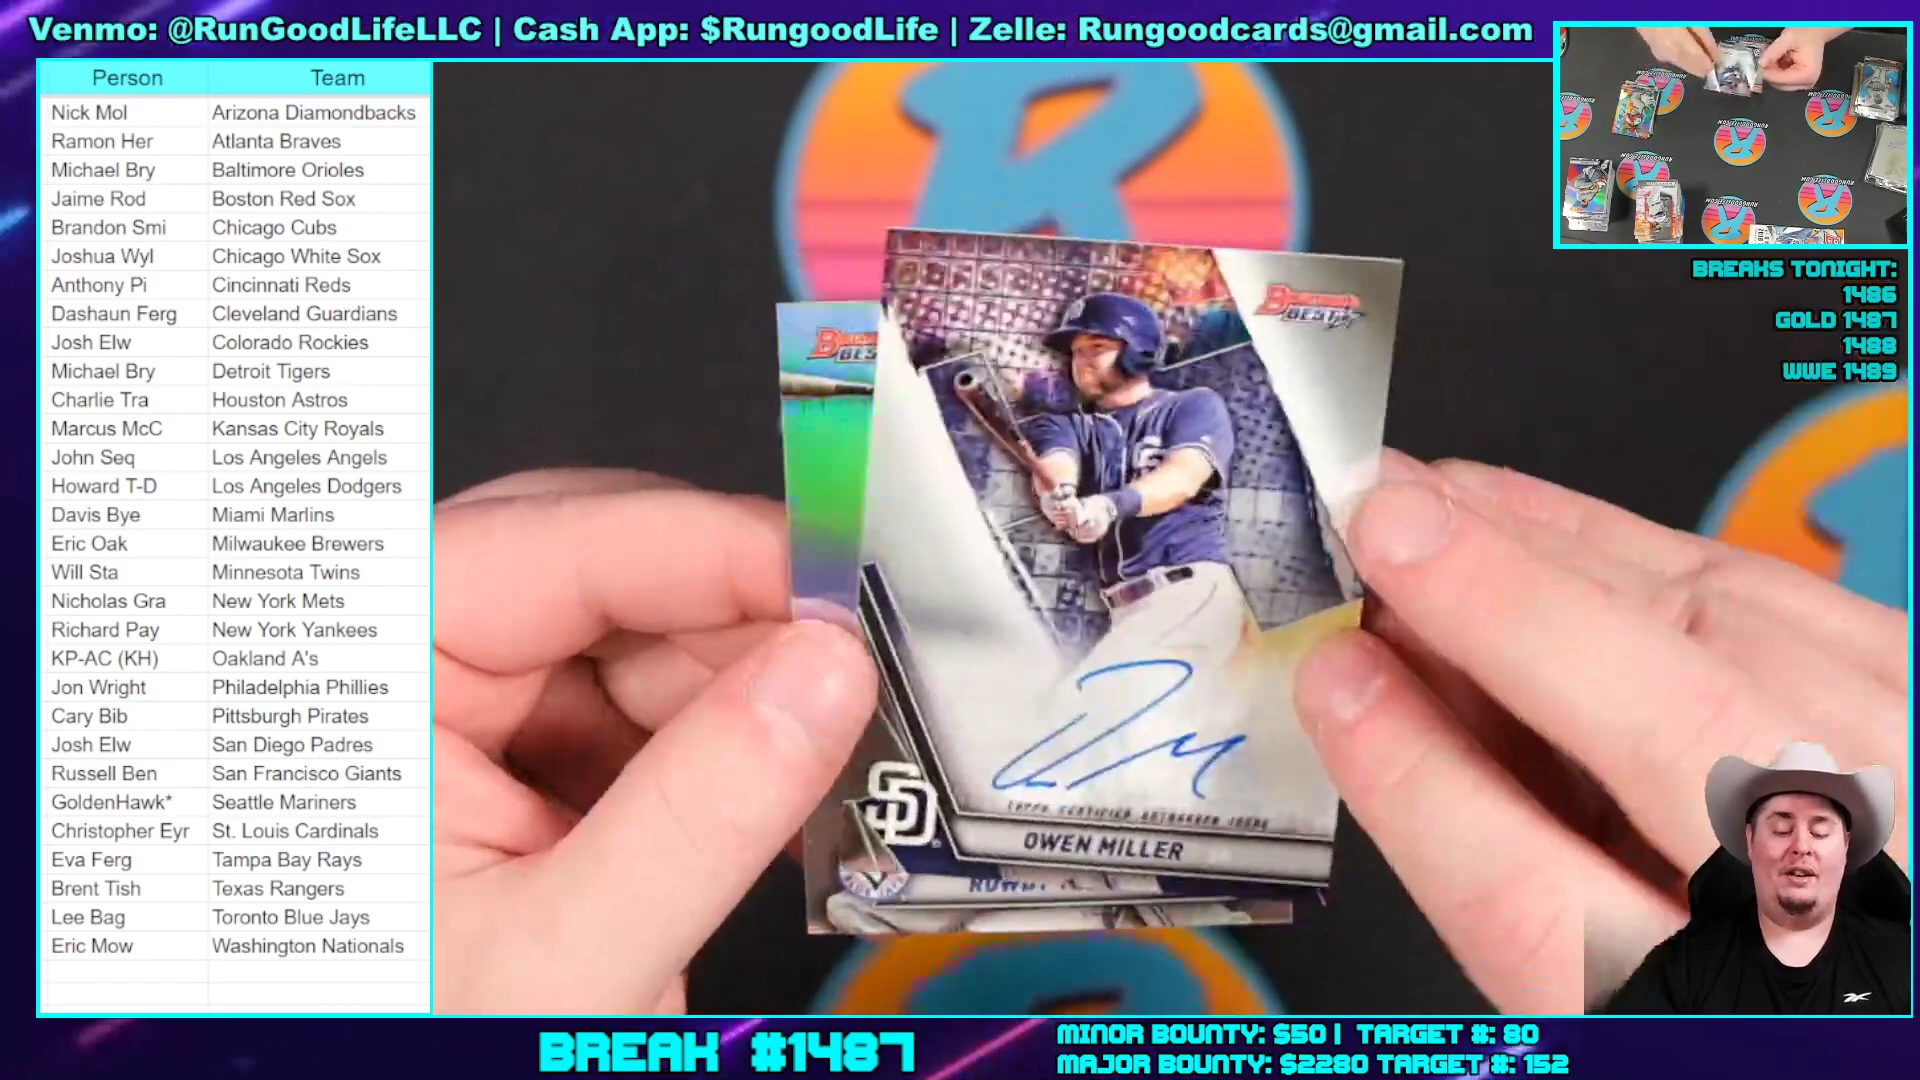 Venmo: @RunGoodLifeLLC | Cash App: $RungoodLife | Zelle: Rungoodcards@gmail.com
Person Team
Nick Mol Arizona Diamondbacks
Ramon Her Atlanta Braves
Michael Bry Baltimore Orioles
Jaime Rod Boston Red Sox
Brandon Smi Chicago Cubs
Joshua Wyl Chicago White Sox
Anthony Pi Cincinnati Reds
Dashaun Ferg Cleveland Guardians
Josh Elw Colorado Rockies
Michael Bry Detroit Tigers
Charlie Tra Houston Astros
Marcus McC Kansas City Royals
John Seq Los Angeles Angels
Howard T-D Los Angeles Dodgers
Davis Bye Miami Marlins
Eric Oak Milwaukee Brewers
Will Sta Minnesota Twins
Nicholas Gra New York Mets
Richard Pay New York Yankees
KP-AC (KH) Oakland A's
Jon Wright Philadelphia Phillies
Cary Bib Pittsburgh Pirates
Josh Elw San Diego Padres
Russell Ben San Francisco Giants
GoldenHawk* Seattle Mariners
Christopher Eyr St. Louis Cardinals
Eva Ferg Tampa Bay Rays
Brent Tish Texas Rangers
Lee Bag Toronto Blue Jays
Eric Mow Washington Nationals
BREAKS TONIGHT:
1486
GOLD 1487
1488
WWE 1489
R
BOWMAN'S
BEST
SD
TOPPS CERTIFIED AUTOGRAPH ISSUE
OWEN MILLER
BREAK #1487
MINOR BOUNTY: $50 | TARGET #: 80
MAJOR BOUNTY: $2280 TARGET #: 152